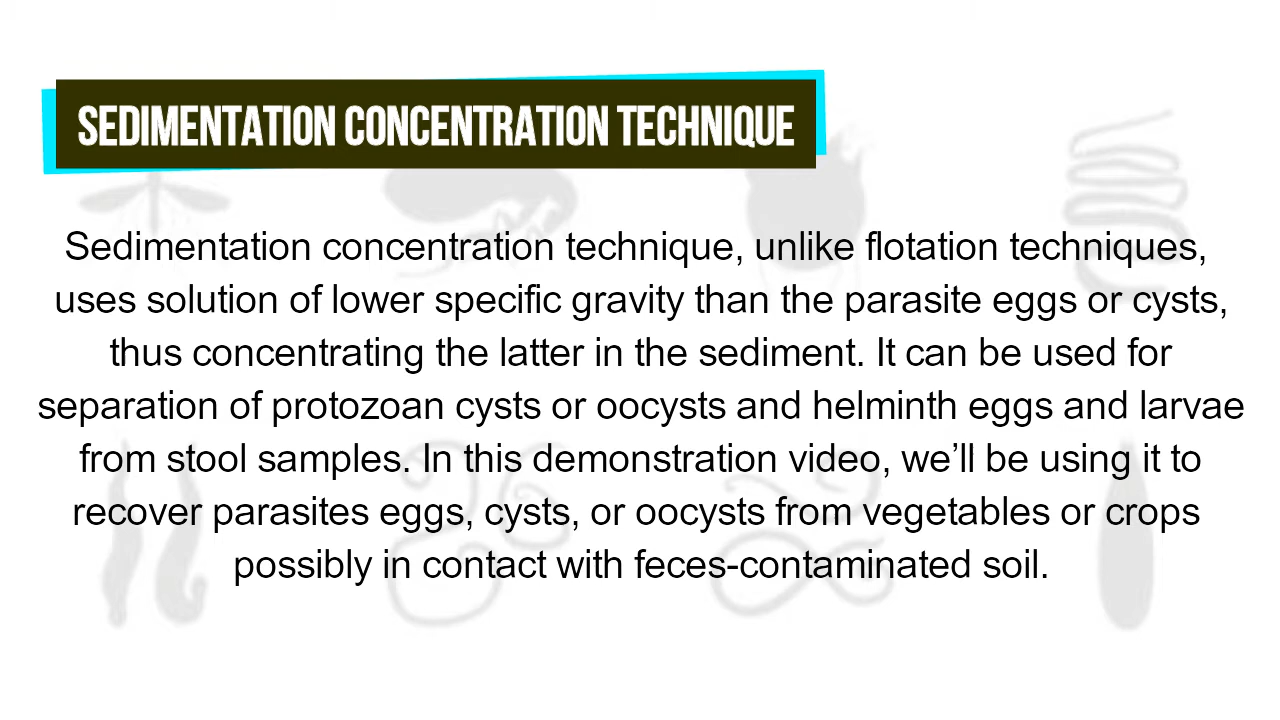 SEDIMENTATION CONCENTRATION TECHNIQUE
Sedimentation concentration technique, unlike flotation techniques,
uses solution of lower specific gravity than the parasite eggs or cysts,
thus concentrating the latter in the sediment. It can be used for
separation of protozoan cysts or oocysts and helminth eggs and larvae
from stool samples. In this demonstration video, we’ll be using it to
recover parasites eggs, cysts, or oocysts from vegetables or crops
possibly in contact with feces-contaminated soil.